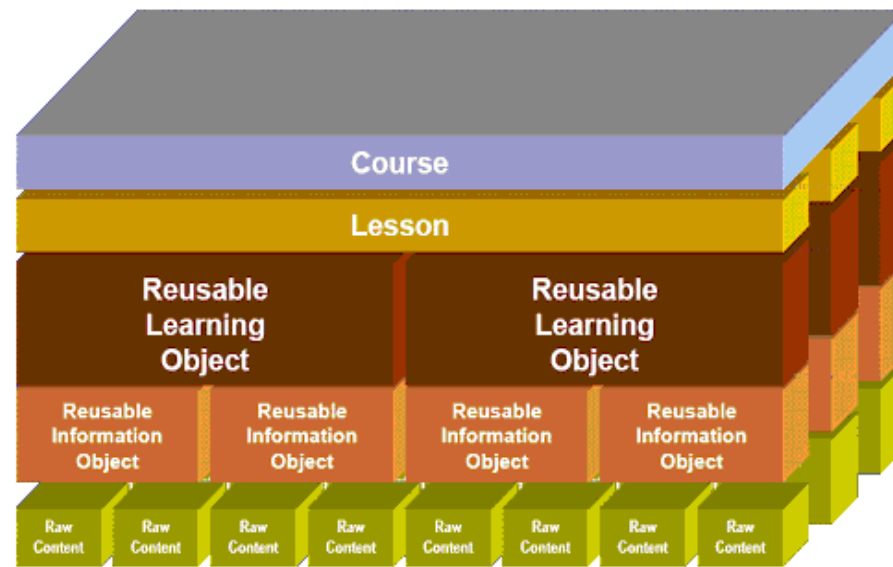 Course
Lesson
Reusable
Learning
Object
Reusable
Learning
Object
Reusable
Information
Object
Reusable
Information
Object
Reusable
Information
Object
Reusable
Information
Object
Raw
Content
Raw
Content
Raw
Content
Raw
Content
Raw
Content
Raw
Content
Raw
Content
Raw
Content